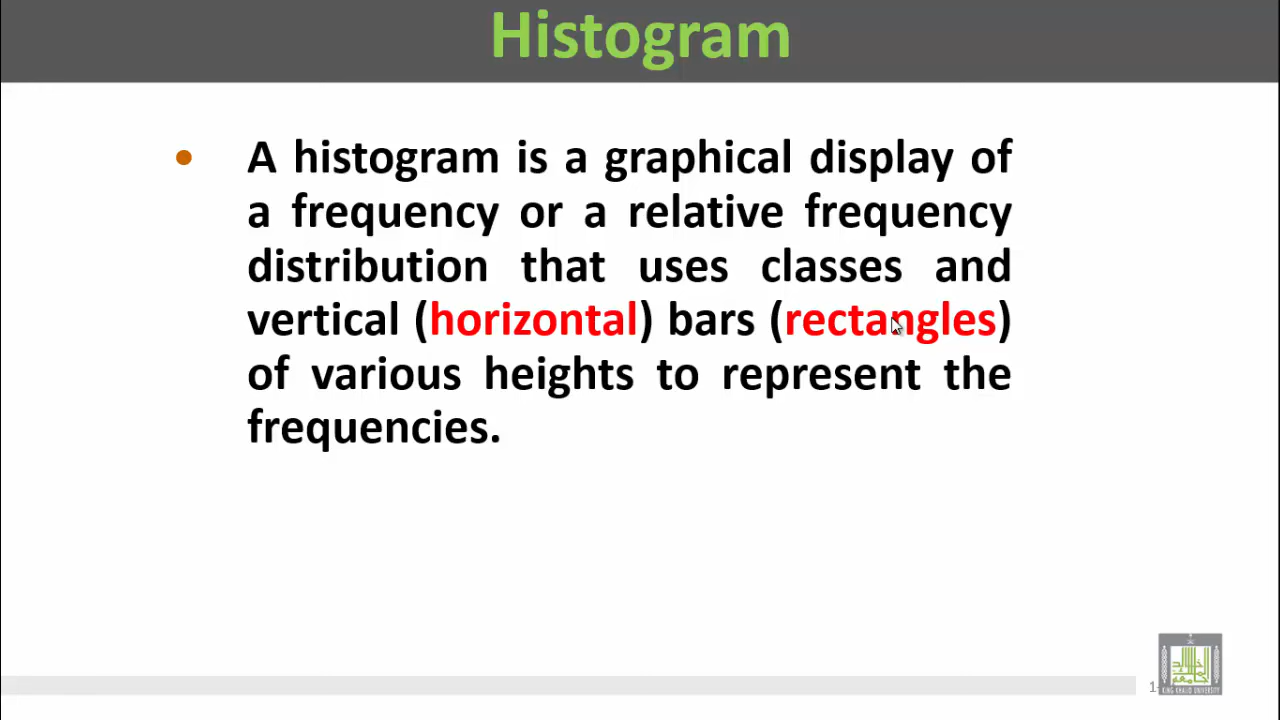 Histogram
• A histogram is a graphical display of
a frequency or a relative frequency
distribution that uses classes and
vertical (horizontal) bars (rectangles)
of various heights to represent the
frequencies.
KING KHALID UNIVERSITY